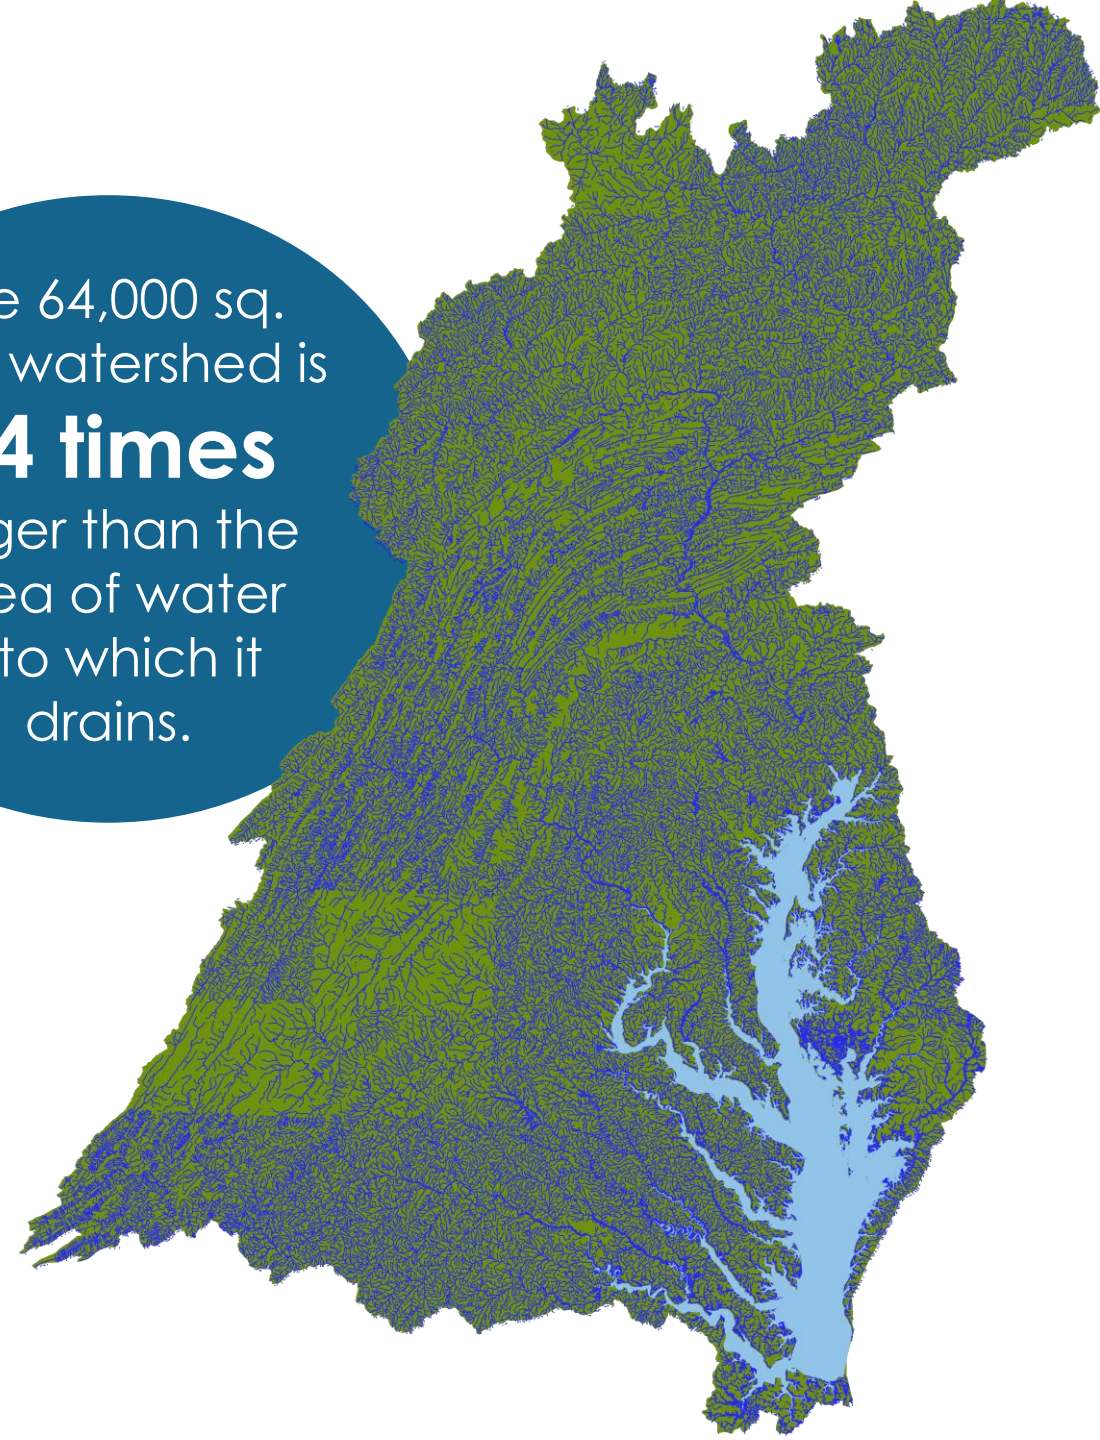 e 64,000 sq.
watershed is
4 times
ger than the
ea of water
to which it
drains.